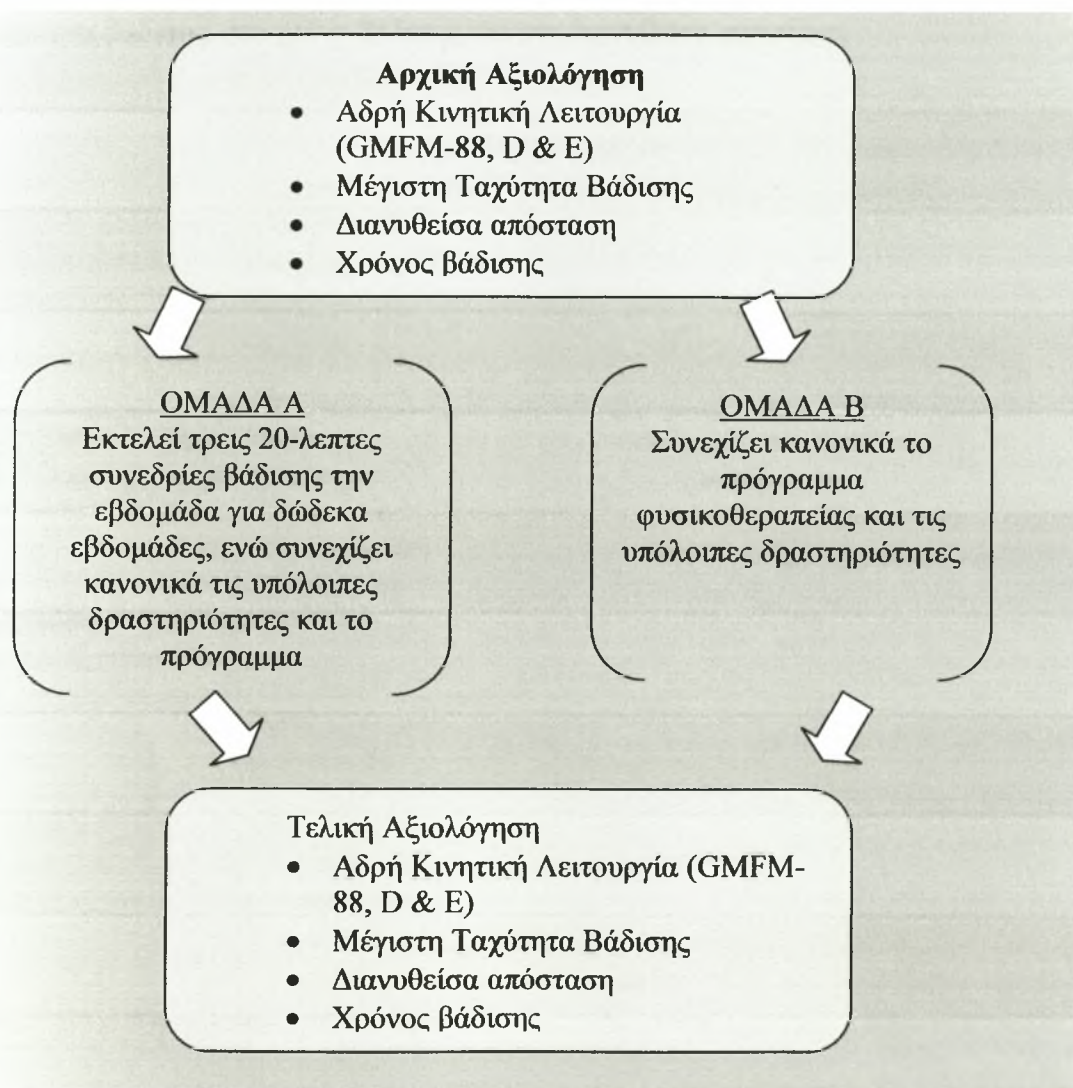 Αρχική Αξιολόγηση
• Αδρή Κινητική Λειτουργία
(GMFM-88, D & E)
• Μέγιστη Ταχύτητα Βάδισης
• Διανυθείσα απόσταση
• Χρόνος βάδισης
ΟΜΑΔΑ Α
Εκτελεί τρεις 20-λεπτες
συνεδρίες βάδισης την
εβδομάδα για δώδεκα
εβδομάδες, ενώ συνεχίζει
κανονικά τις υπόλοιπες
δραστηριότητες και το
πρόγραμμα
ΟΜΑΔΑ Β
Συνεχίζει κανονικά το
πρόγραμμα
φυσικοθεραπείας και τις
υπόλοιπες δραστηριότητες
Τελική Αξιολόγηση
• Αδρή Κινητική Λειτουργία (GMFM-
88, D & E)
• Μέγιστη Ταχύτητα Βάδισης
• Διανυθείσα απόσταση
• Χρόνος βάδισης